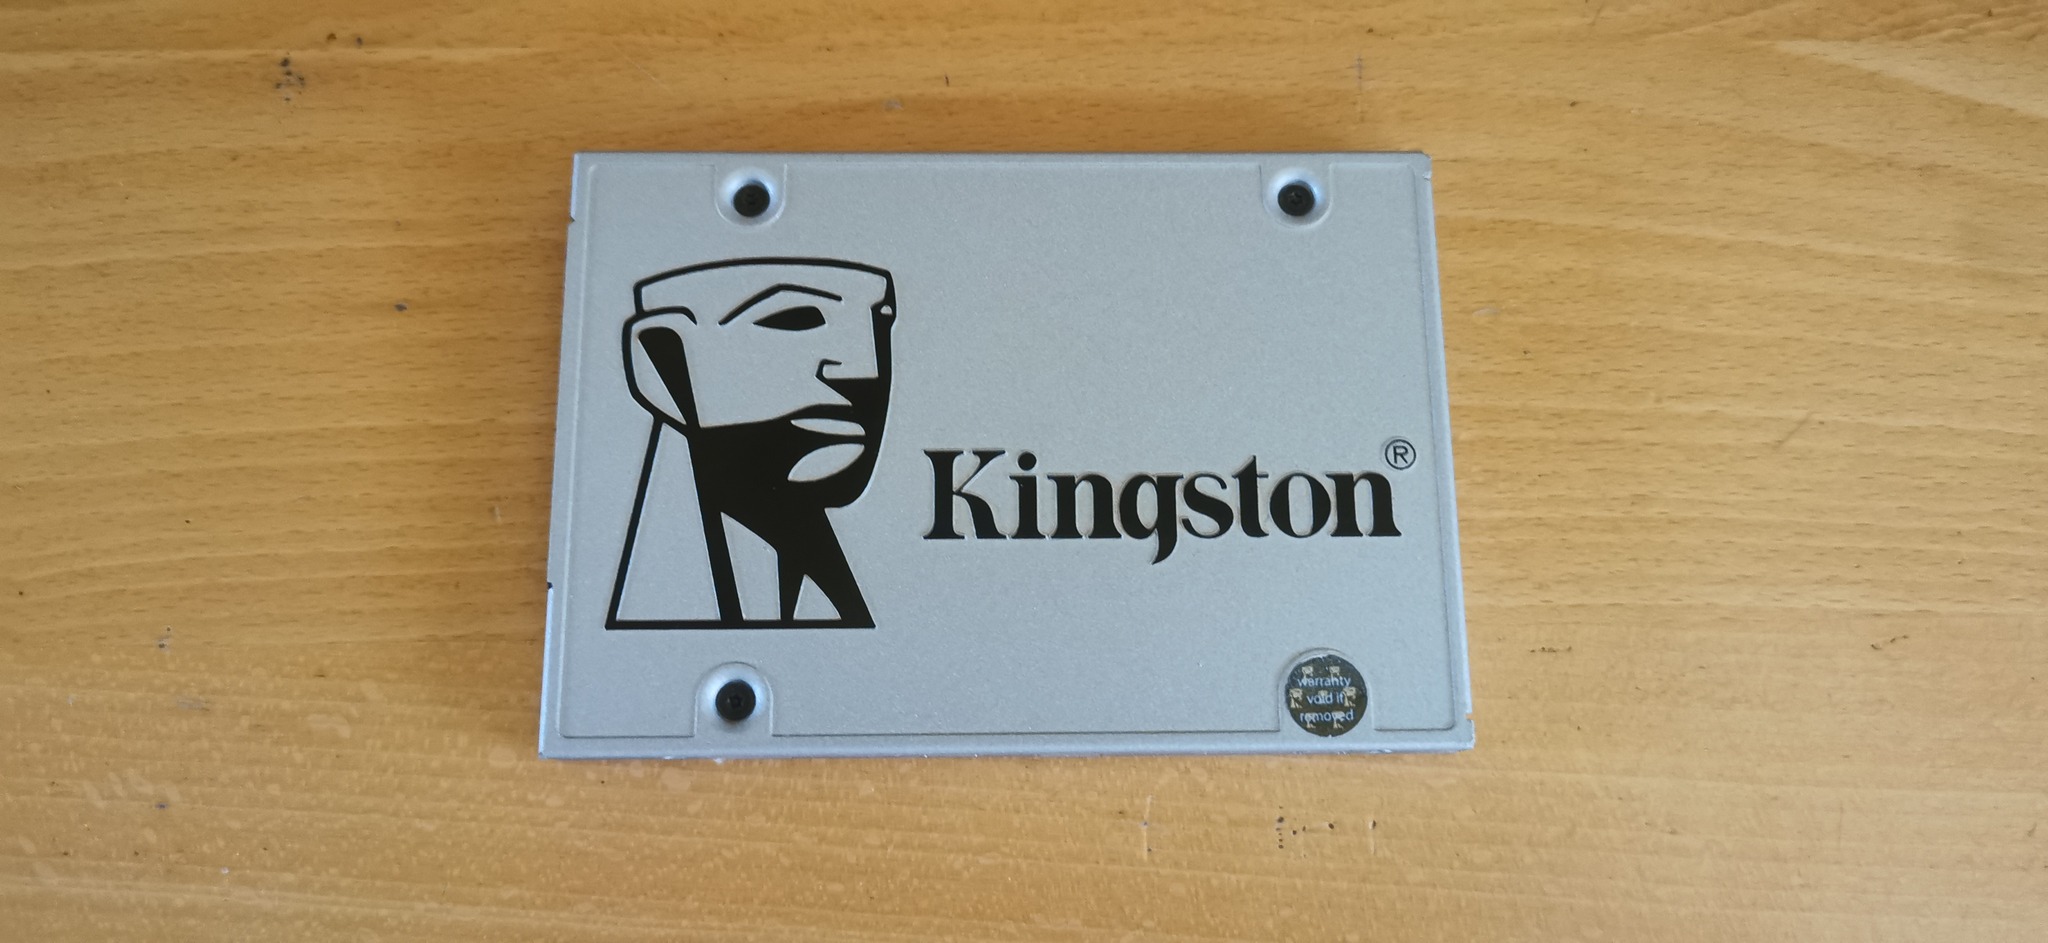 Kingston®
warranty
void if
removed